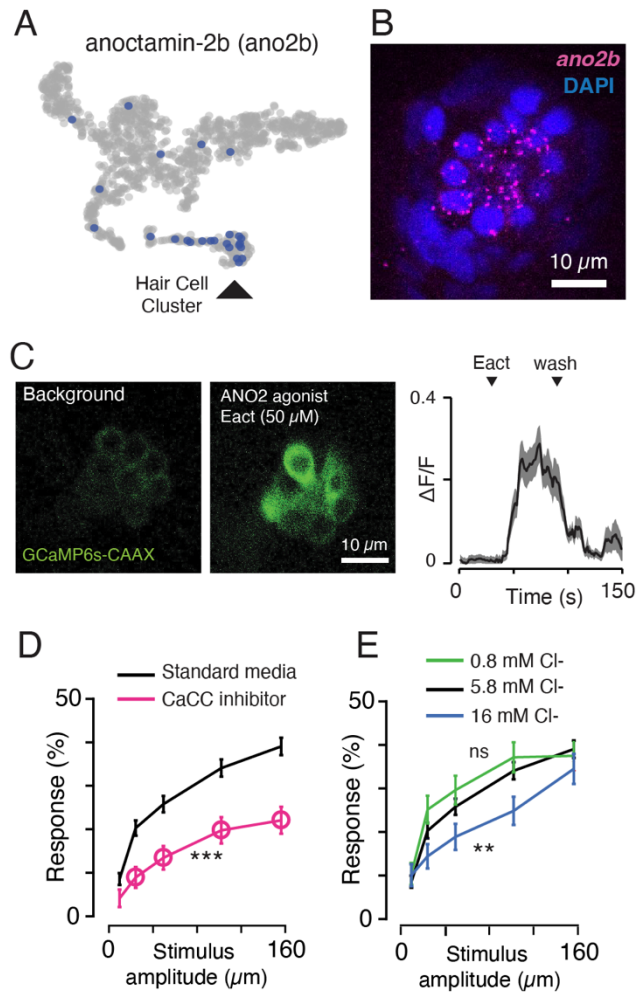 A
anoctamin-2b (ano2b)
Hair Cell
Cluster
B
ano2b
DAPI
10 µm
C
Background
GCaMP6s-CAAX
ANO2 agonist
Eact (50 µM)
10 µm
Eact
wash
0.4
ΔF/F
0
0
150
Time (s)
D
Standard media
CaCC inhibitor
50
Response (%)
0
***
0
160
Stimulus
amplitude (µm)
E
0.8 mM Cl-
5.8 mM Cl-
16 mM Cl-
50
Response (%)
0
ns
**
0
160
Stimulus
amplitude (µm)